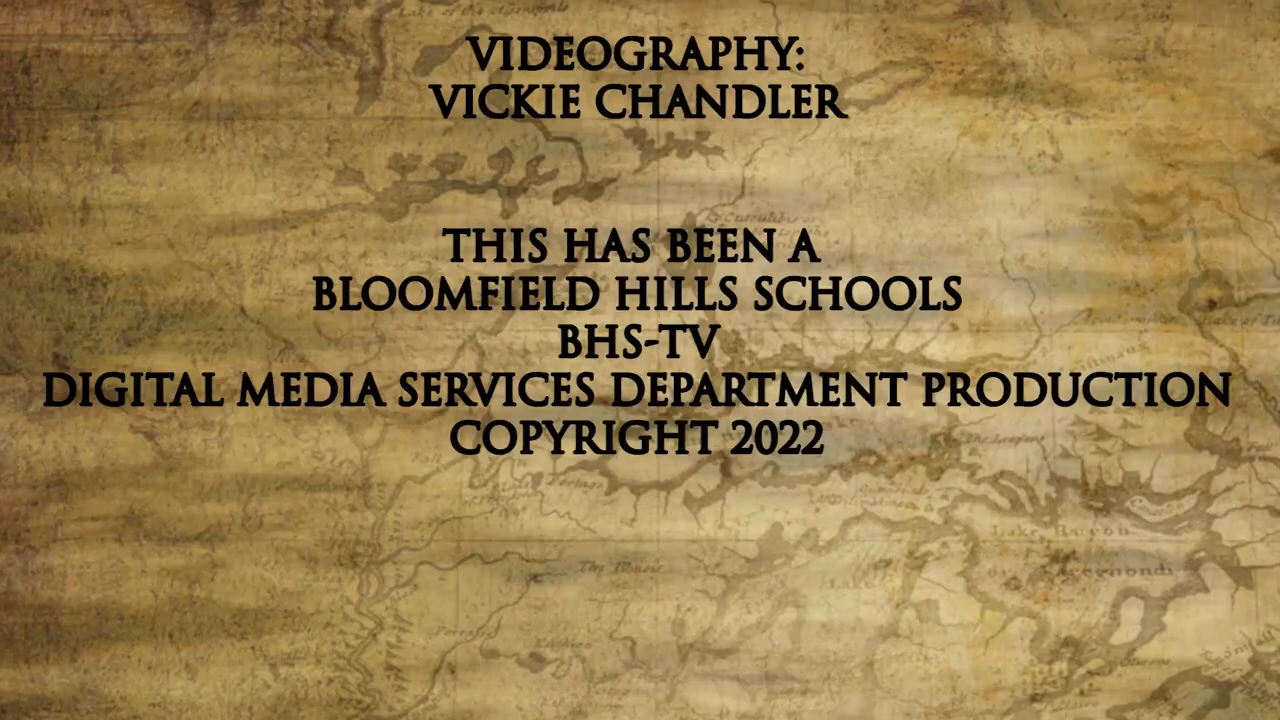 VIDEOGRAPHY:
VICKIE CHANDLER
THIS HAS BEEN A
BLOOMFIELD HILLS SCHOOLS
BHS-TV
DIGITAL MEDIA SERVICES DEPARTMENT PRODUCTION
COPYRIGHT 2022